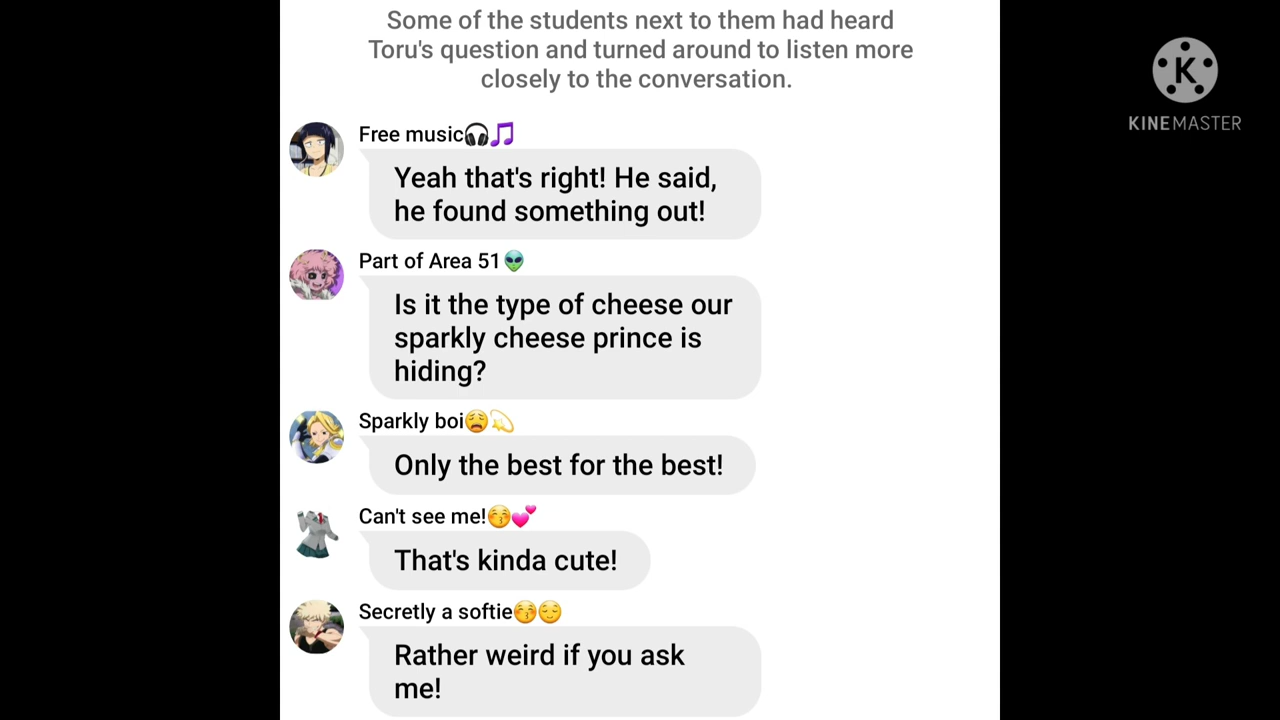 Some of the students next to them had heard
Toru's question and turned around to listen more
closely to the conversation.
KINEMASTER
Free music🎧🎵
Yeah that's right! He said,
he found something out!
Part of Area 51👽
Is it the type of cheese our
sparkly cheese prince is
hiding?
Sparkly boi😩💫
Only the best for the best!
Can't see me!😚💕
That's kinda cute!
Secretly a softie😚😌
Rather weird if you ask
me!